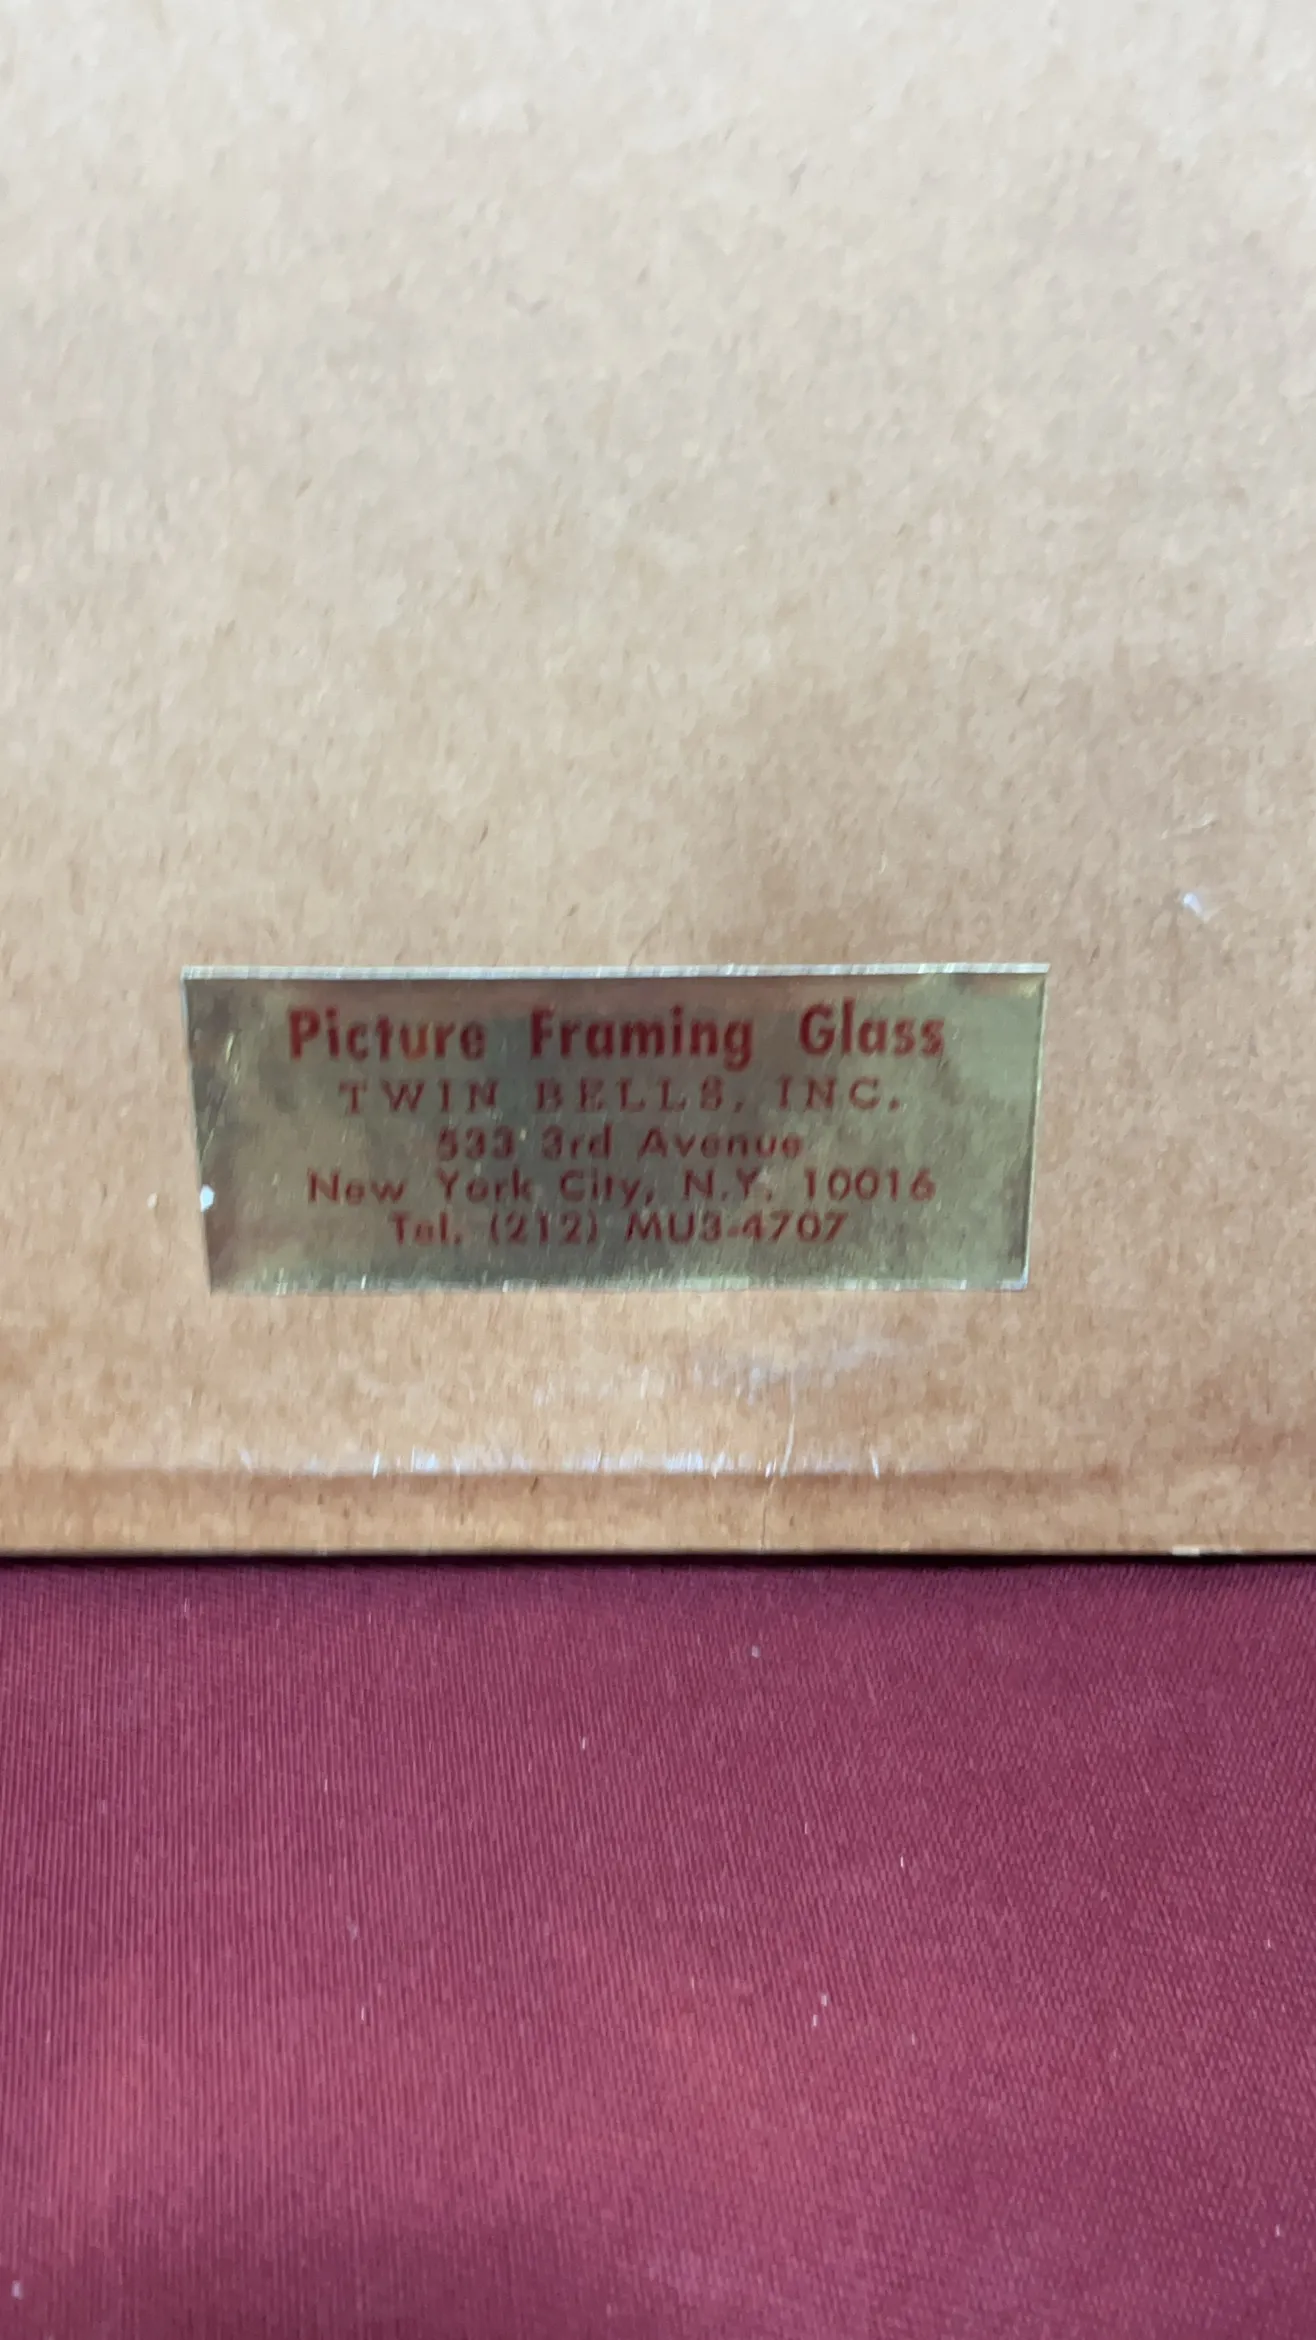 Picture Framing Glass
TWIN BELLS, INC.
533 3rd Avenue
New York City, N.Y. 10016
Tel. (212) MU3-4707